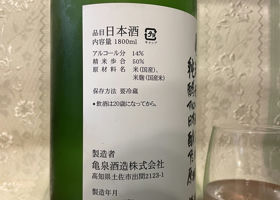 品目 日本酒
内容量 1800ml
キャップ
アルコール分 14%
精米歩合 50%
原材料名 米(国産)、
米麹(国産米)
保存方法 要冷蔵
●飲酒は20歳になってから。
製造者
亀泉酒造株式会社
高知県土佐市出間2123-1
製造年月